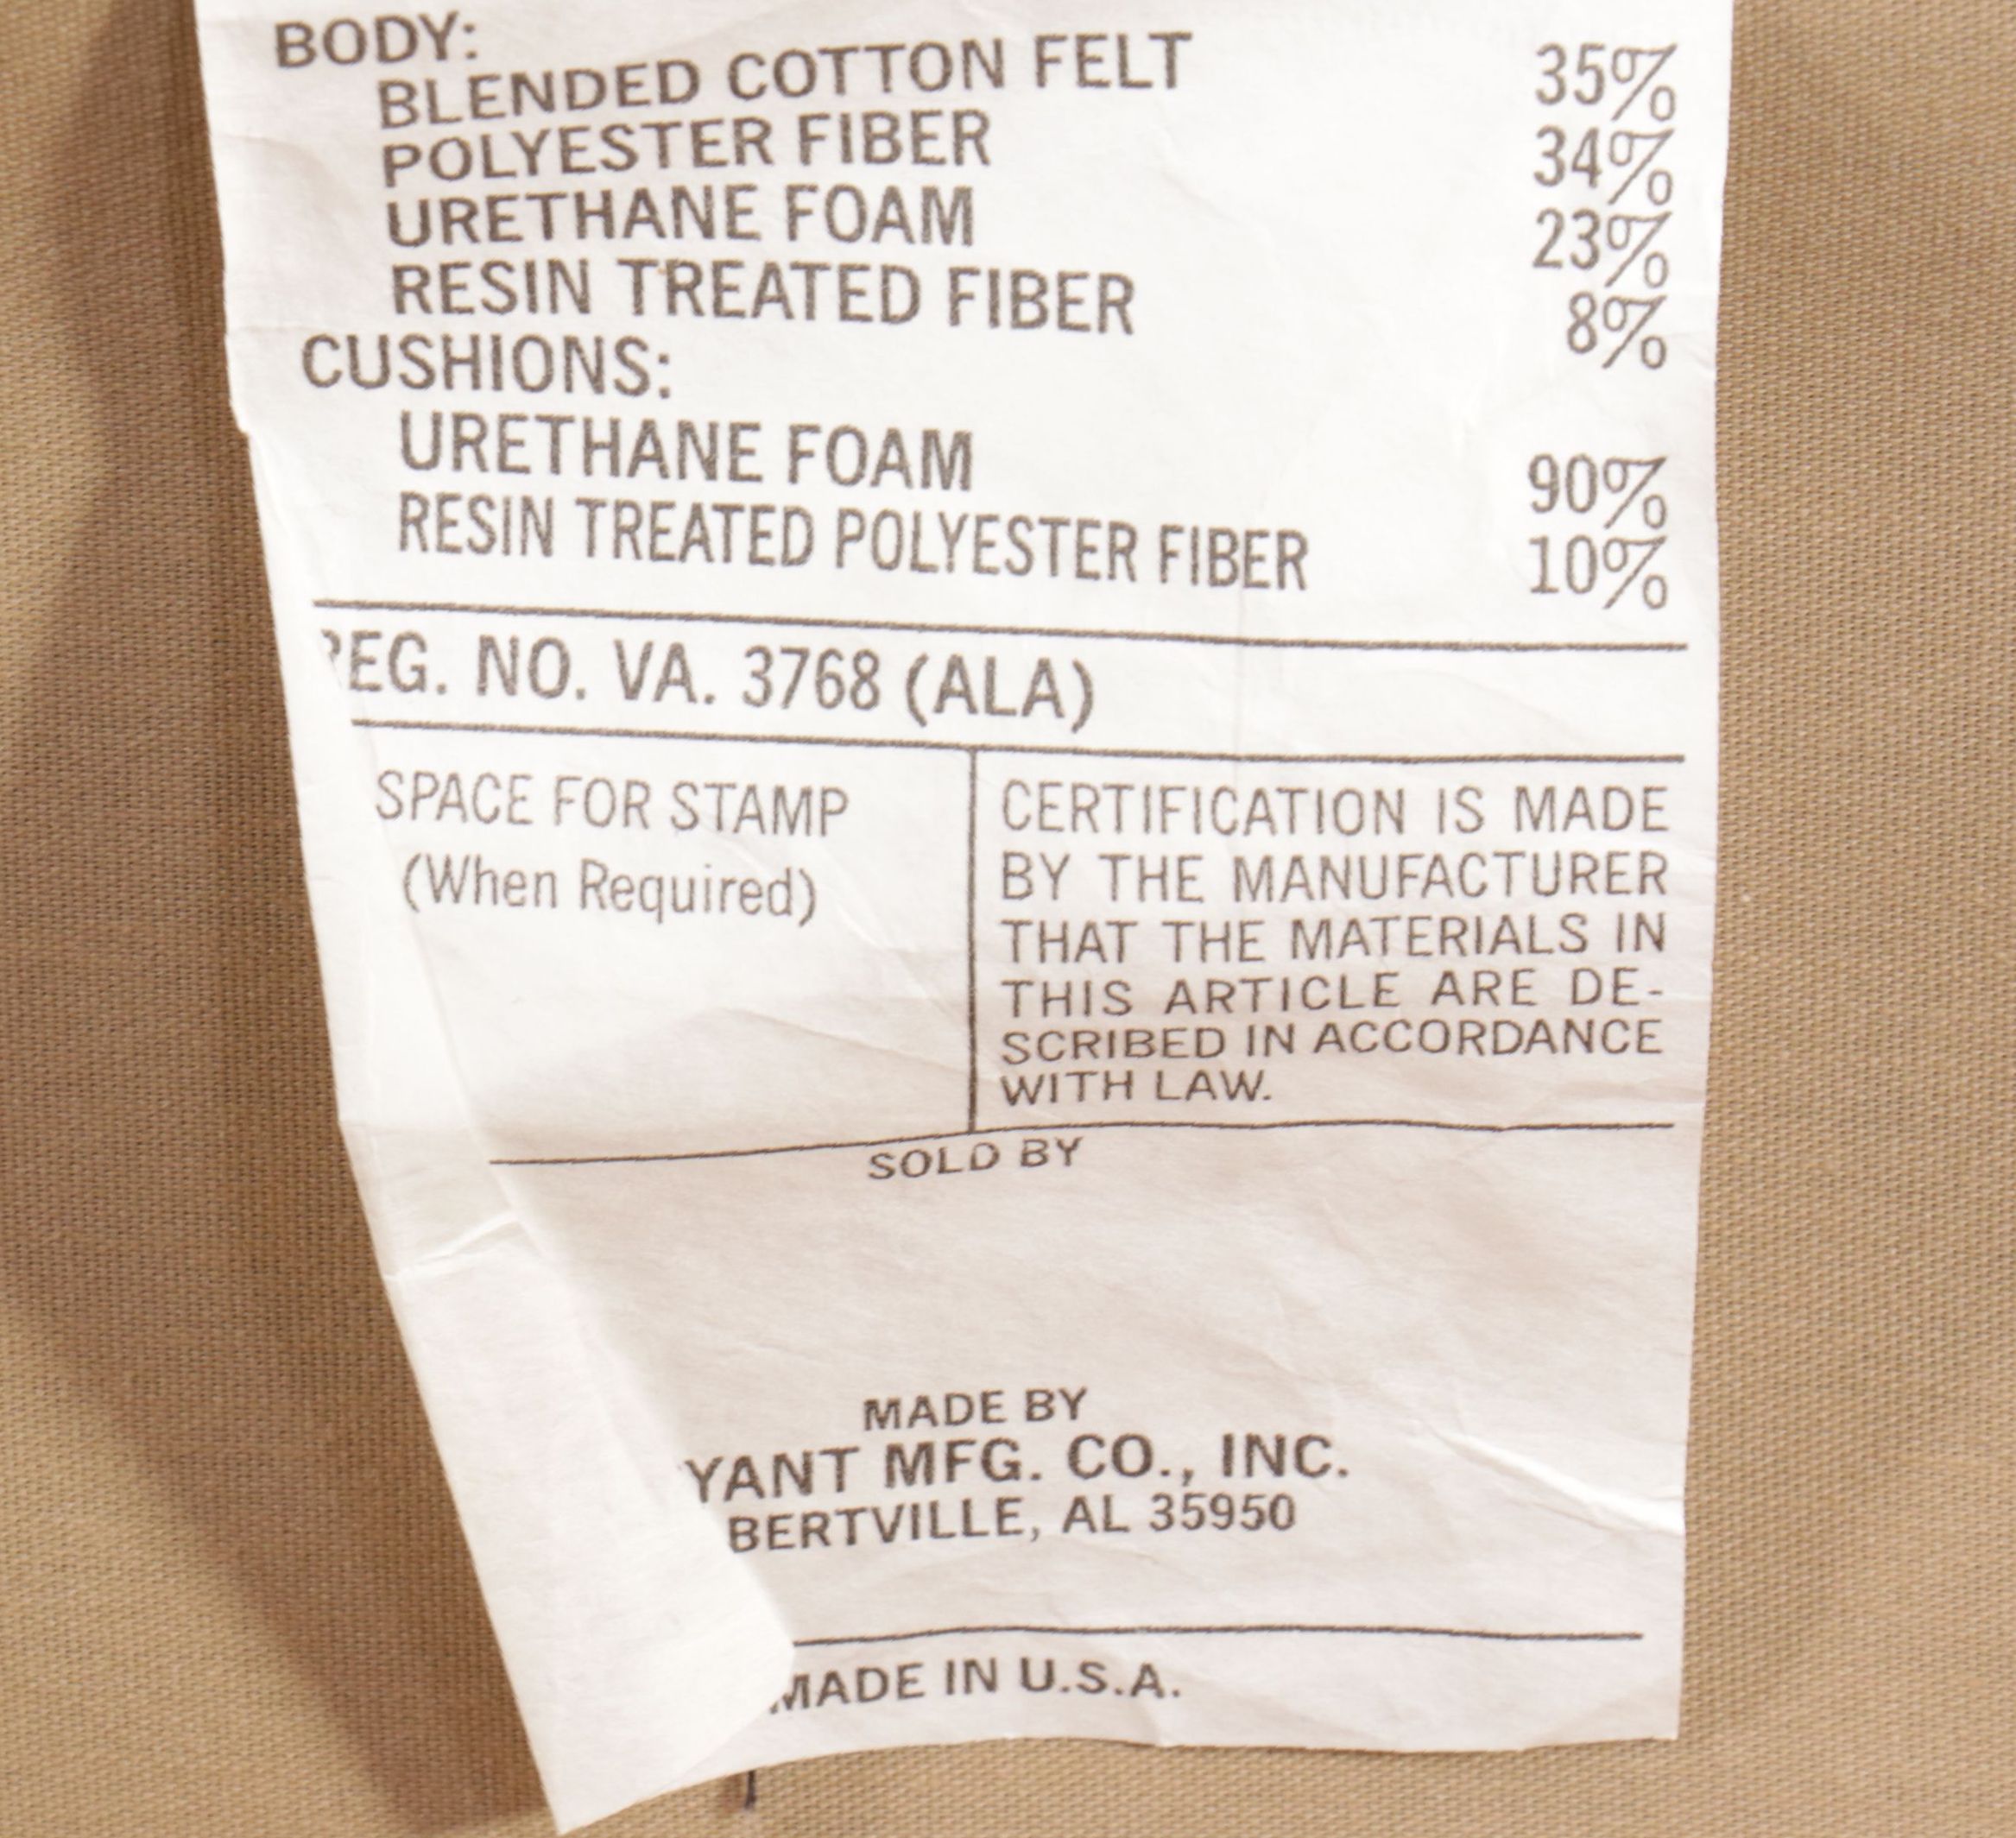 BODY:
BLENDED COTTON FELT 35%
POLYESTER FIBER 34%
URETHANE FOAM 23%
RESIN TREATED FIBER 8%
CUSHIONS:
URETHANE FOAM 90%
RESIN TREATED POLYESTER FIBER 10%
REG. NO. VA. 3768 (ALA)
SPACE FOR STAMP
(When Required)
CERTIFICATION IS MADE
BY THE MANUFACTURER
THAT THE MATERIALS IN
THIS ARTICLE ARE DE-
SCRIBED IN ACCORDANCE
WITH LAW.
SOLD BY
MADE BY
YANT MFG. CO., INC.
BERTVILLE, AL 35950
MADE IN U.S.A.